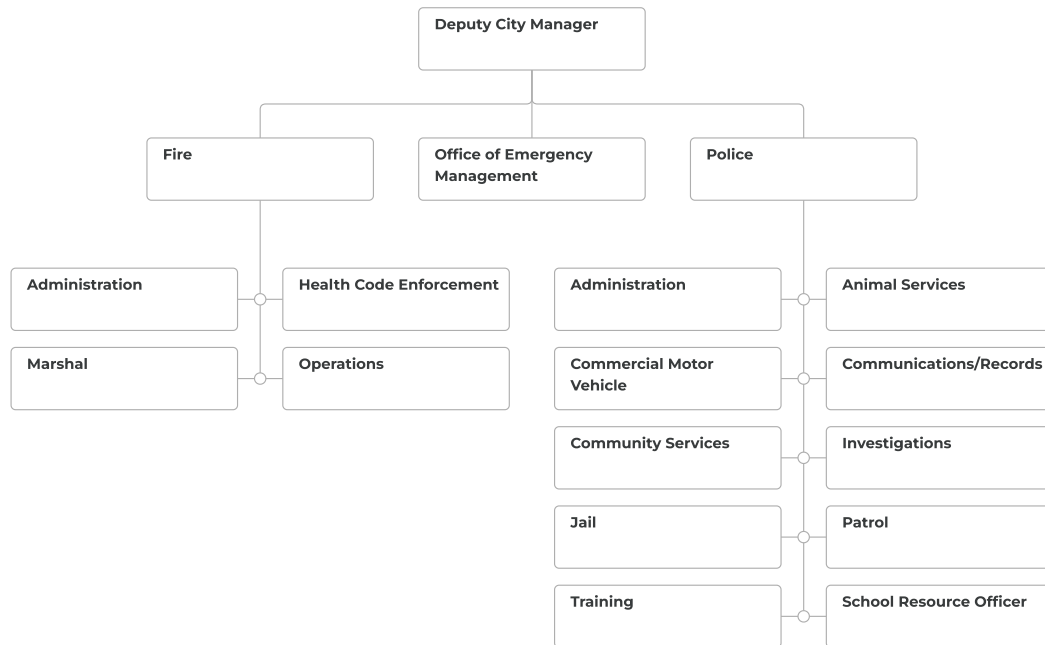 Deputy City Manager
Fire
Office of Emergency
Management
Police
Administration
Health Code Enforcement
Administration
Animal Services
Marshal
Operations
Commercial Motor
Vehicle
Communications/Records
Community Services
Investigations
Jail
Patrol
Training
School Resource Officer